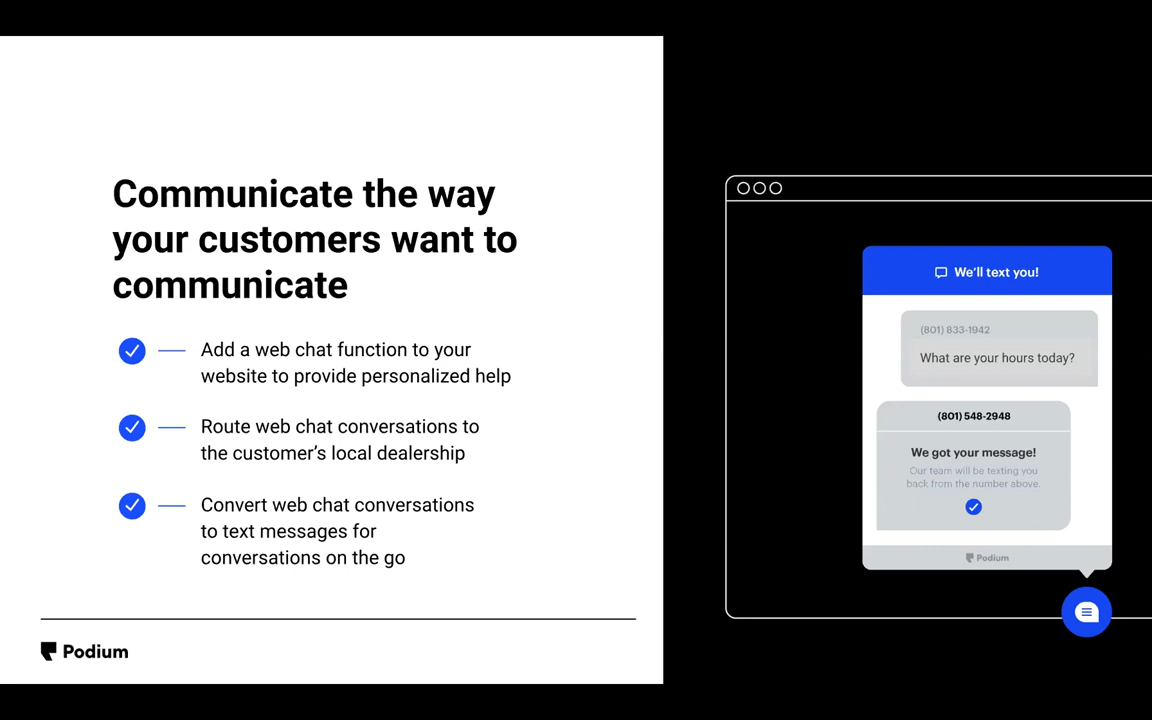 Communicate the way
your customers want to
communicate
Add a web chat function to your
website to provide personalized help
Route web chat conversations to
the customer’s local dealership
Convert web chat conversations
to text messages for
conversations on the go
Podium
We’ll text you!
(801) 833-1942
What are your hours today?
(801) 548-2948
We got your message!
Our team will be texting you
back from the number above.
Podium